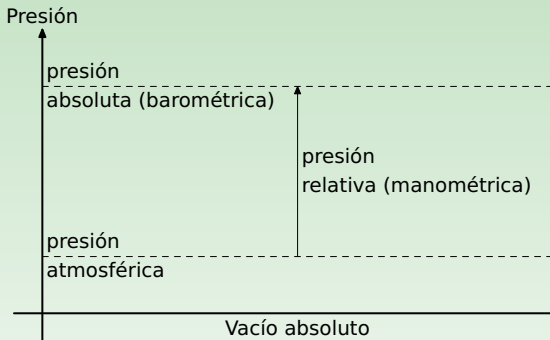 Presión
presión
absoluta (barométrica)
presión
relativa (manométrica)
presión
atmosférica
Vacío absoluto